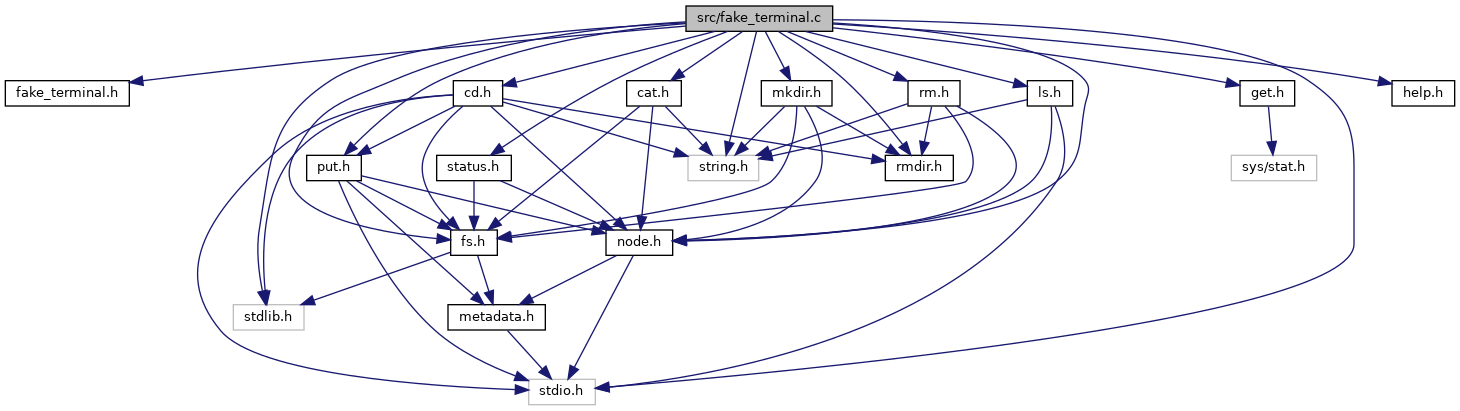 src/fake_terminal.c
fake_terminal.h
cd.h
cat.h
mkdir.h
rm.h
ls.h
get.h
help.h
put.h
status.h
string.h
rmdir.h
sys/stat.h
fs.h
node.h
stdlib.h
metadata.h
stdio.h